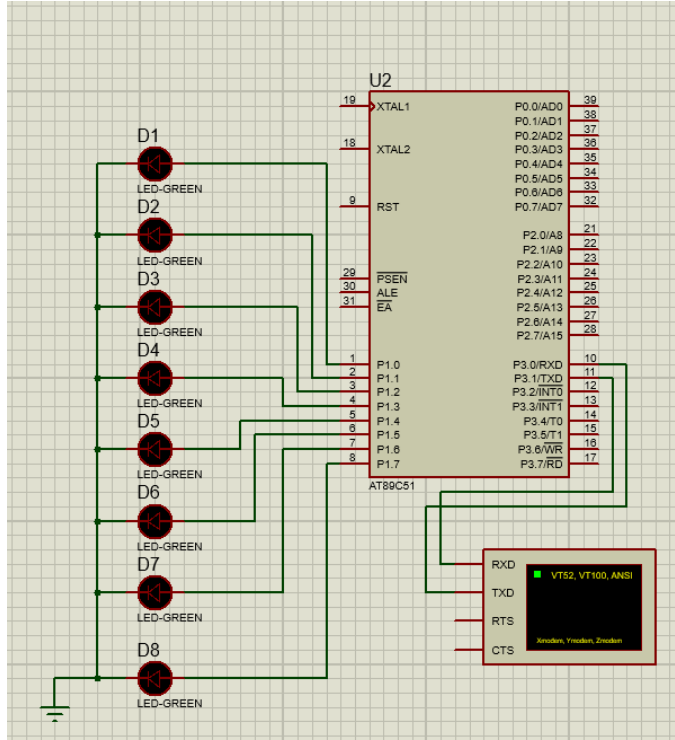 U2
19 XTAL1 P0.0/AD0 39
P0.1/AD1 38
P0.2/AD2 37
18 XTAL2 P0.3/AD3 36
P0.4/AD4 35
P0.5/AD5 34
P0.6/AD6 33
9 RST P0.7/AD7 32
P2.0/A8 21
P2.1/A9 22
P2.2/A10 23
29 PSEN P2.3/A11 24
30 ALE P2.4/A12 25
31 EA P2.5/A13 26
P2.6/A14 27
P2.7/A15 28
1 P1.0 P3.0/RXD 10
2 P1.1 P3.1/TXD 11
3 P1.2 P3.2/INT0 12
4 P1.3 P3.3/INT1 13
5 P1.4 P3.4/T0 14
6 P1.5 P3.5/T1 15
7 P1.6 P3.6/WR 16
8 P1.7 P3.7/RD 17
AT89C51
D1
LED-GREEN
D2
LED-GREEN
D3
LED-GREEN
D4
LED-GREEN
D5
LED-GREEN
D6
LED-GREEN
D7
LED-GREEN
D8
LED-GREEN
RXD
TXD
RTS
CTS
VT52, VT100, ANSI
Xmodem, Ymodem, Zmodem